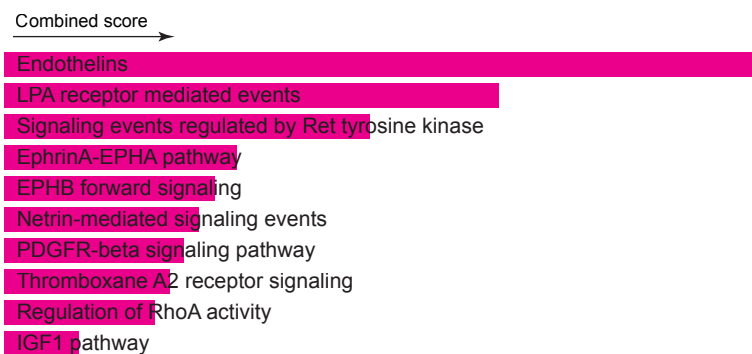 Combined score
Endothelins
LPA receptor mediated events
Signaling events regulated by Ret tyrosine kinase
EphrinA-EPHA pathway
EPHB forward signaling
Netrin-mediated signaling events
PDGFR-beta signaling pathway
Thromboxane A2 receptor signaling
Regulation of RhoA activity
IGF1 pathway